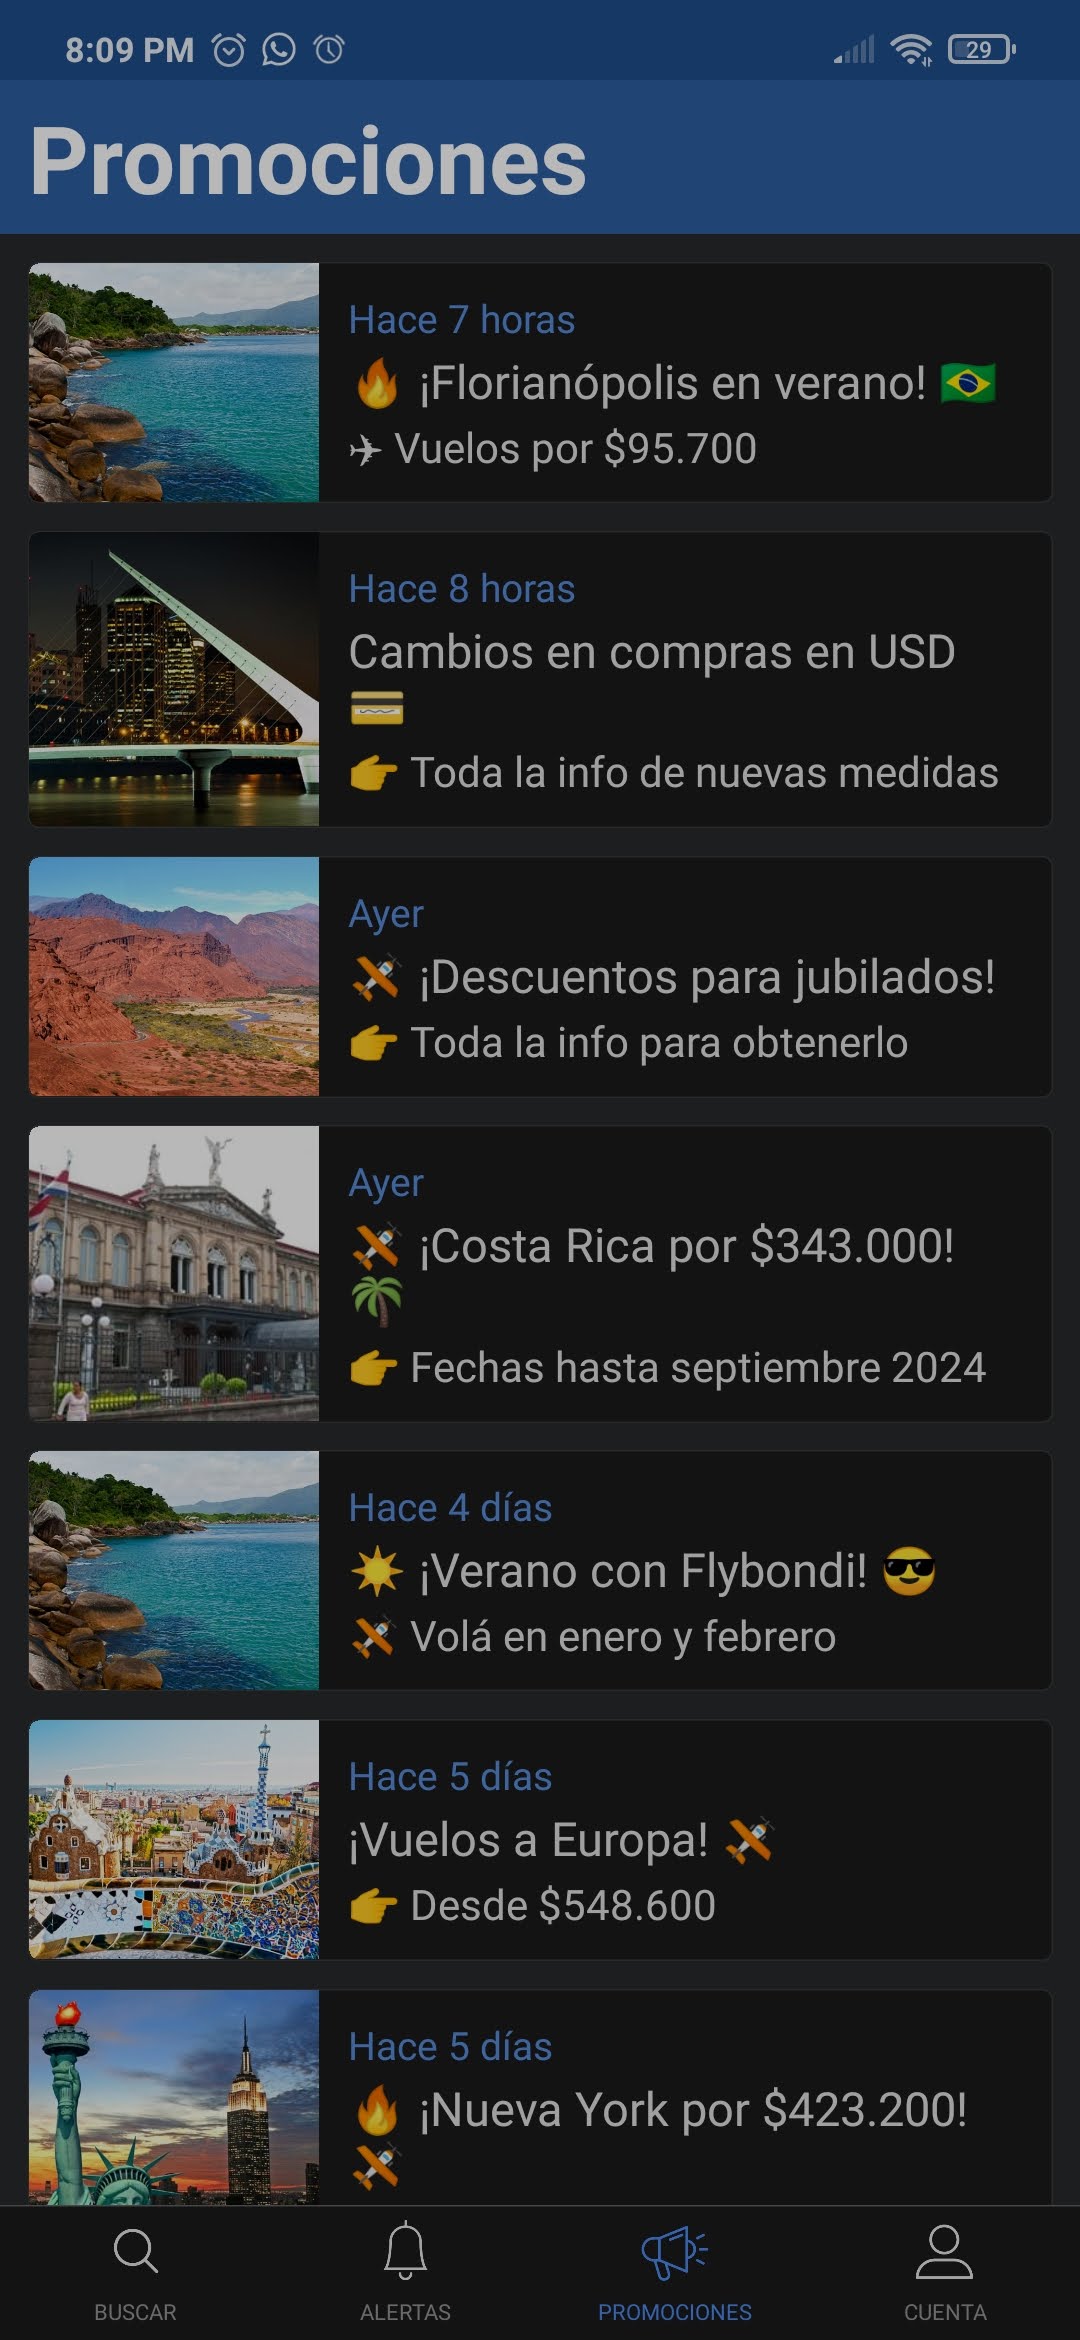 8:09 PM 29
Promociones
Hace 7 horas
🔥 ¡Florianópolis en verano! 🇧🇷
✈ Vuelos por $95.700
Hace 8 horas
Cambios en compras en USD
💳
👉 Toda la info de nuevas medidas
Ayer
🛩 ¡Descuentos para jubilados!
👉 Toda la info para obtenerlo
Ayer
🛩 ¡Costa Rica por $343.000!
🌴
👉 Fechas hasta septiembre 2024
Hace 4 días
☀ ¡Verano con Flybondi! 😎
🛩 Volá en enero y febrero
Hace 5 días
¡Vuelos a Europa! 🛩
👉 Desde $548.600
Hace 5 días
🔥 ¡Nueva York por $423.200!
🛩
BUSCAR ALERTAS PROMOCIONES CUENTA